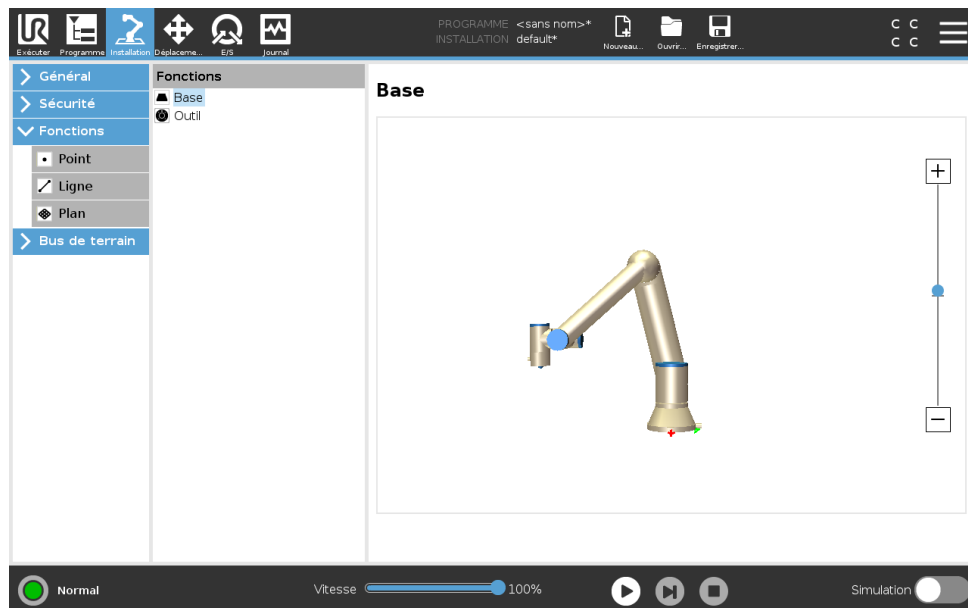 PROGRAMME <sans nom>*
INSTALLATION default*
Exécuter Programme Installation Déplaceme... E/S Journal
Nouveau... Ouvrir... Enregistrer...
C C
C C
Général
Sécurité
Fonctions
Point
Ligne
Plan
Bus de terrain
Fonctions
Base
Outil
Base
Normal
Vitesse 100%
Simulation